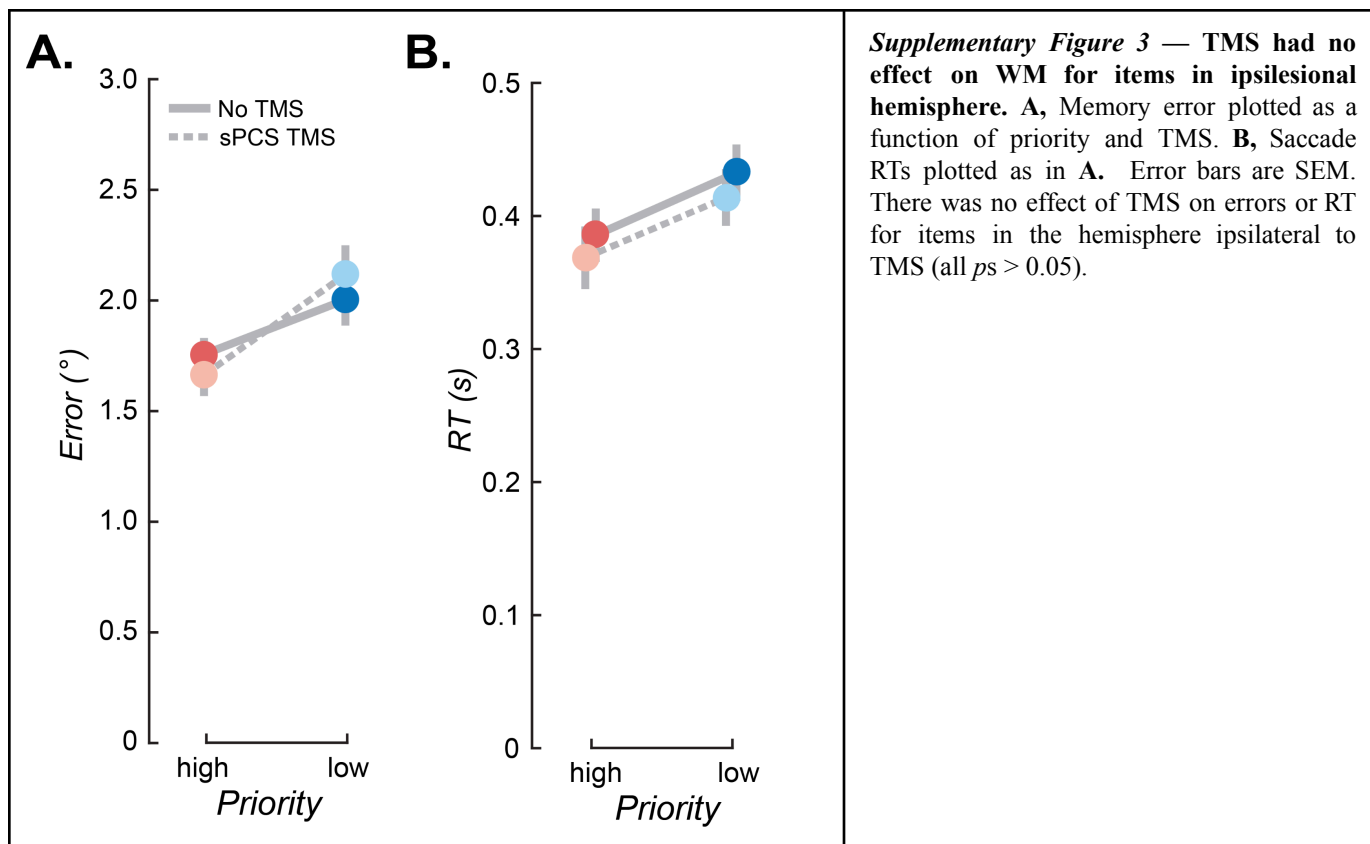 A.
3.0
2.5
2.0
1.5
1.0
0.5
0
Error (°)
No TMS
sPCS TMS
high low
Priority
B.
0.5
0.4
0.3
0.2
0.1
0
RT (s)
high low
Priority
Supplementary Figure 3 — TMS had no
effect on WM for items in ipsilesional
hemisphere. A, Memory error plotted as a
function of priority and TMS. B, Saccade
RTs plotted as in A. Error bars are SEM.
There was no effect of TMS on errors or RT
for items in the hemisphere ipsilateral to
TMS (all ps > 0.05).